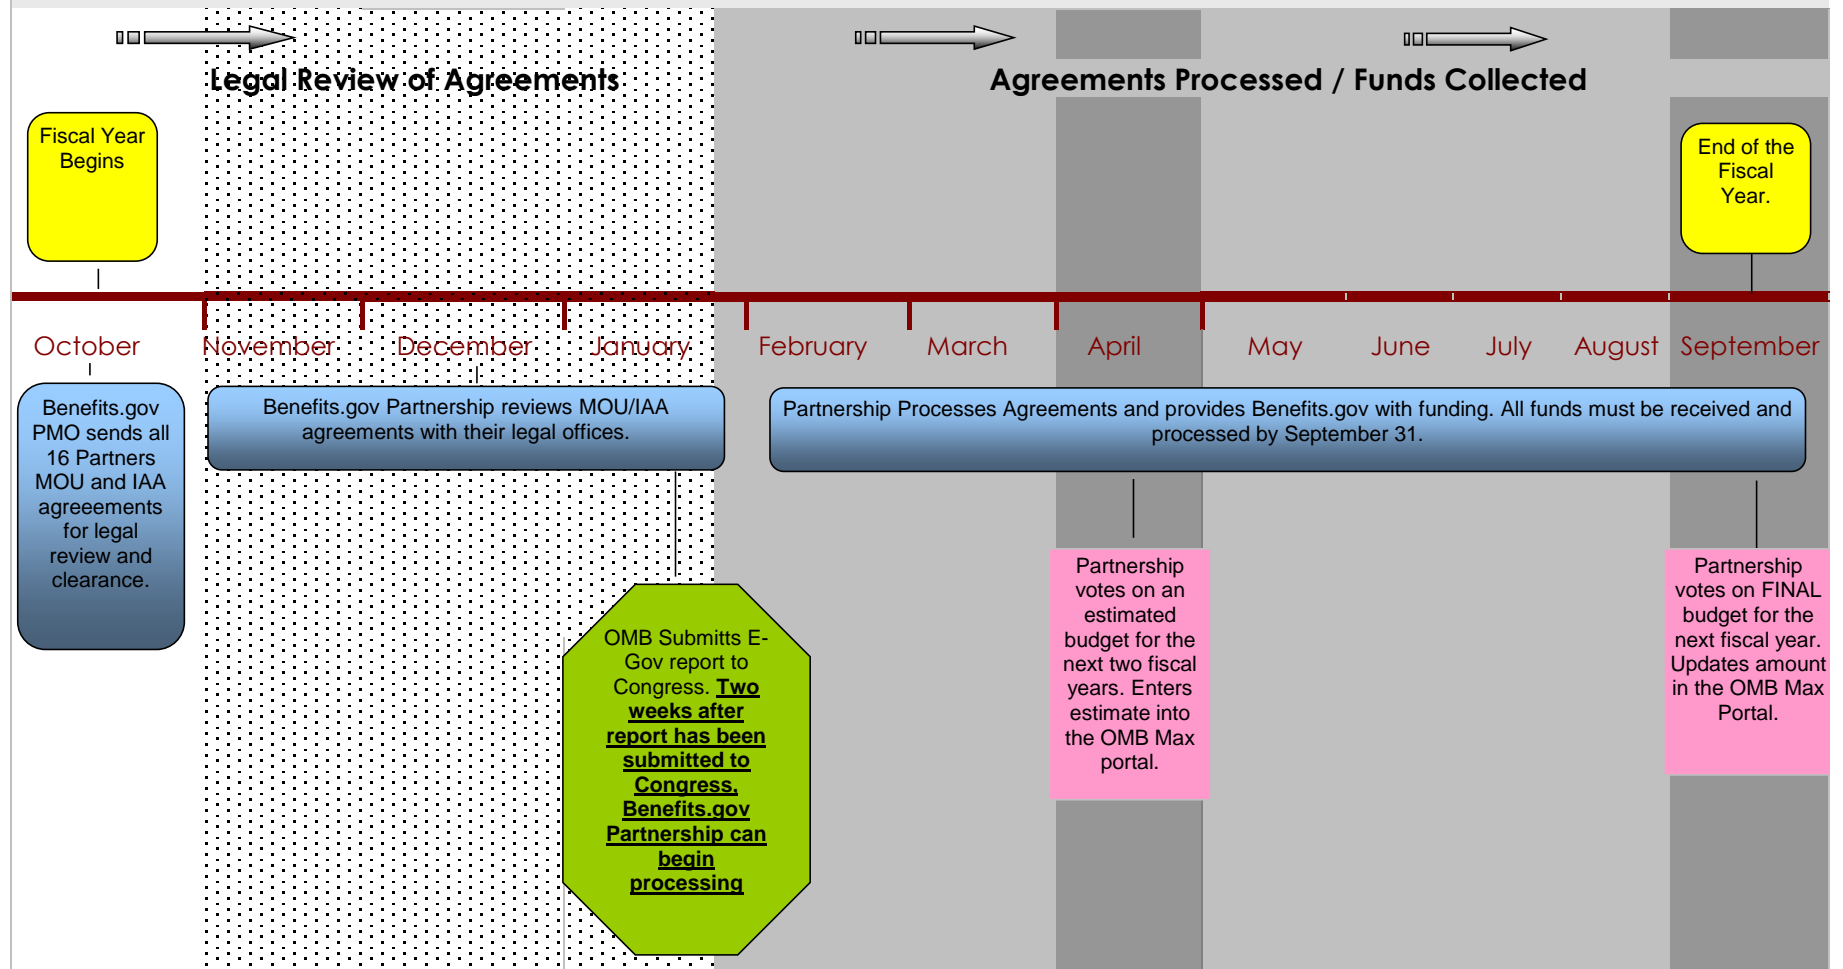 Legal Review of Agreements
Agreements Processed / Funds Collected
Fiscal Year
Begins
End of the
Fiscal
Year.
October
November
December
January
February
March
April
May
June
July
August
September
Benefits.gov
PMO sends all
16 Partners
MOU and IAA
agreeements
for legal
review and
clearance.
Benefits.gov Partnership reviews MOU/IAA
agreements with their legal offices.
Partnership Processes Agreements and provides Benefits.gov with funding. All funds must be received and
processed by September 31.
OMB Submitts E-
Gov report to
Congress. Two
weeks after
report has been
submitted to
Congress,
Benefits.gov
Partnership can
begin
processing
Partnership
votes on an
estimated
budget for the
next two fiscal
years. Enters
estimate into
the OMB Max
portal.
Partnership
votes on FINAL
budget for the
next fiscal year.
Updates amount
in the OMB Max
Portal.